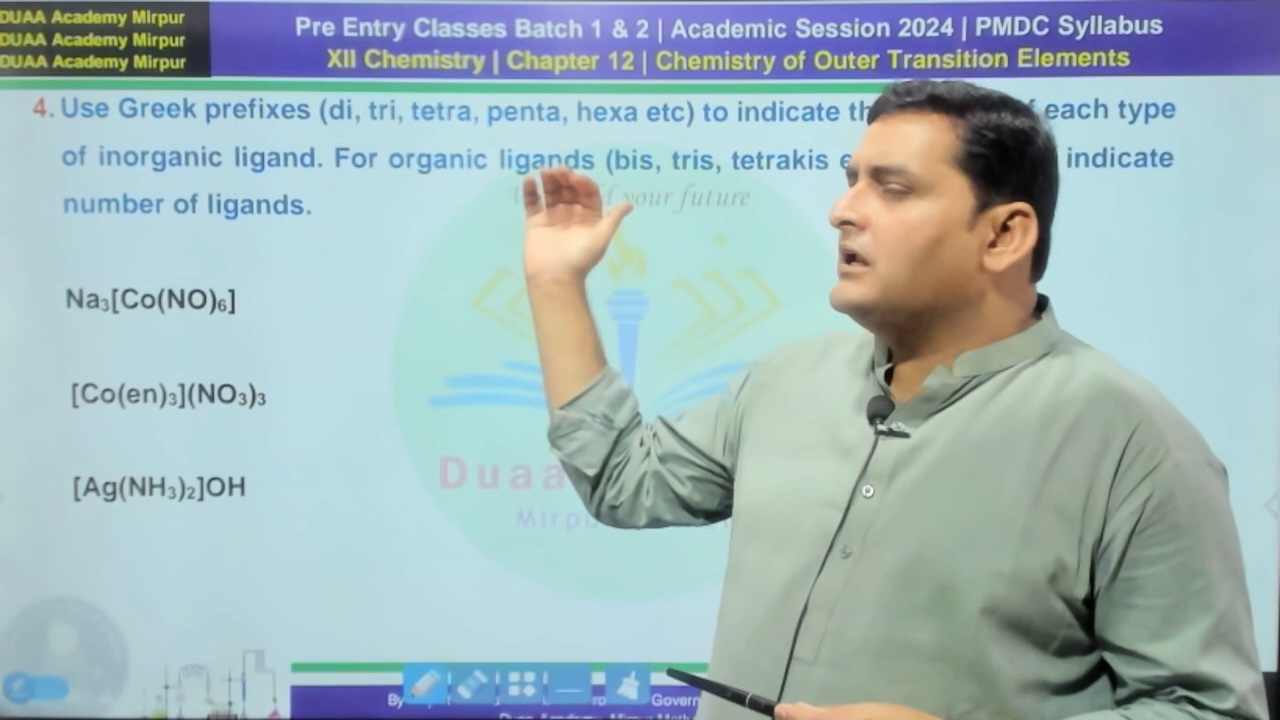 DUAA Academy Mirpur
DUAA Academy Mirpur
DUAA Academy Mirpur
Pre Entry Classes Batch 1 & 2 | Academic Session 2024 | PMDC Syllabus
XII Chemistry | Chapter 12 | Chemistry of Outer Transition Elements
4. Use Greek prefixes (di, tri, tetra, penta, hexa etc) to indicate each type
of inorganic ligand. For organic ligands (bis, tris, tetrakis indicate
number of ligands.
your future
Na₃[Co(NO)₆]
[Co(en)₃](NO₃)₃
[Ag(NH₃)₂]OH
Duaa
By